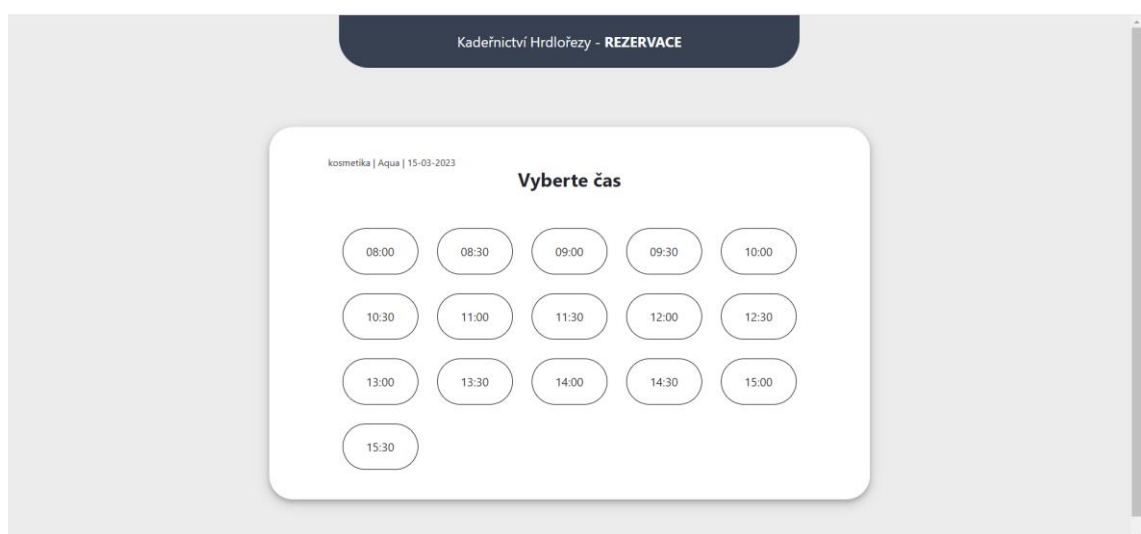 Kadeřnictví Hrdlořezy - REZERVACE
kosmetika | Aqua | 15-03-2023
Vyberte čas
08:00 08:30 09:00 09:30 10:00
10:30 11:00 11:30 12:00 12:30
13:00 13:30 14:00 14:30 15:00
15:30